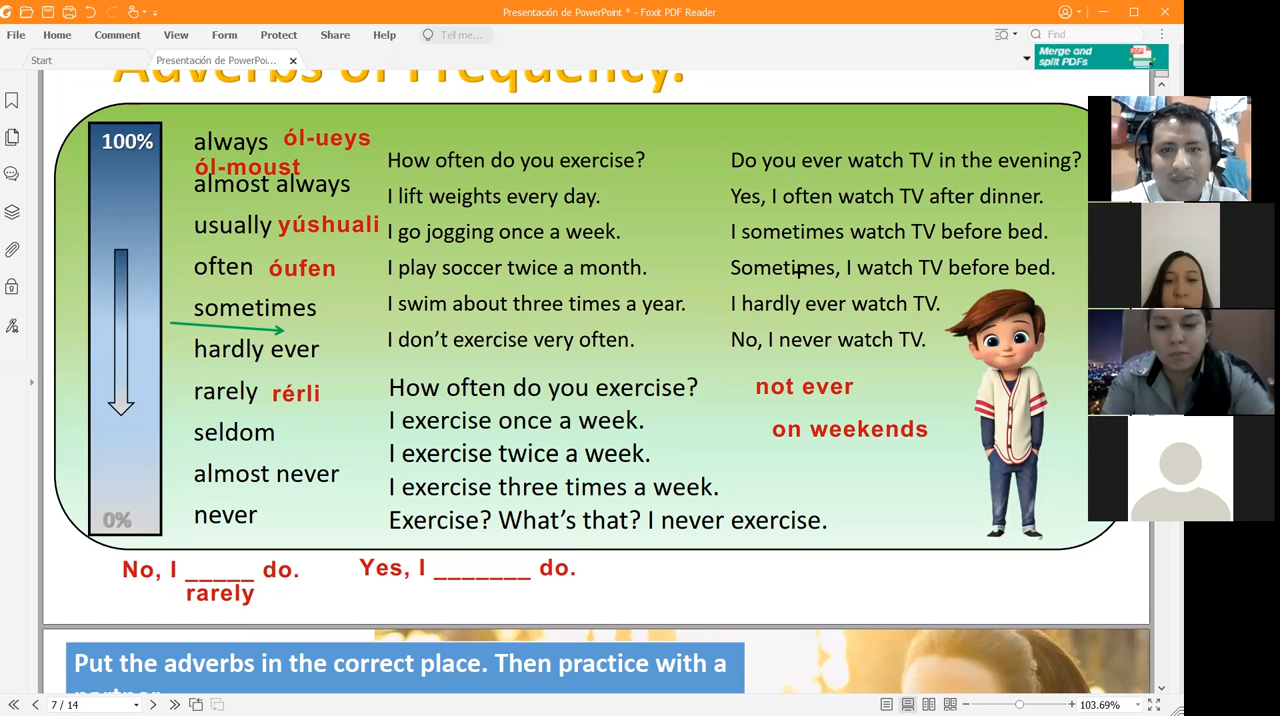 Presentación de PowerPoint * - Foxit PDF Reader
File Home Comment View Form Protect Share Help Tell me... Find
Start Presentación de PowerPoi...
Merge and split PDFs
Adverbs of Frequency.
100%
always ól-ueys
ól-moust
almost always
usually yúshuali
often óufen
sometimes
hardly ever
rarely rérli
seldom
almost never
never
0%
How often do you exercise?
I lift weights every day.
I go jogging once a week.
I play soccer twice a month.
I swim about three times a year.
I don't exercise very often.
Do you ever watch TV in the evening?
Yes, I often watch TV after dinner.
I sometimes watch TV before bed.
Sometimes, I watch TV before bed.
I hardly ever watch TV.
No, I never watch TV.
How often do you exercise?
I exercise once a week.
I exercise twice a week.
I exercise three times a week.
Exercise? What's that? I never exercise.
not ever
on weekends
No, I _____ do.
rarely
Yes, I _______ do.
Put the adverbs in the correct place. Then practice with a
7 / 14
103.69%